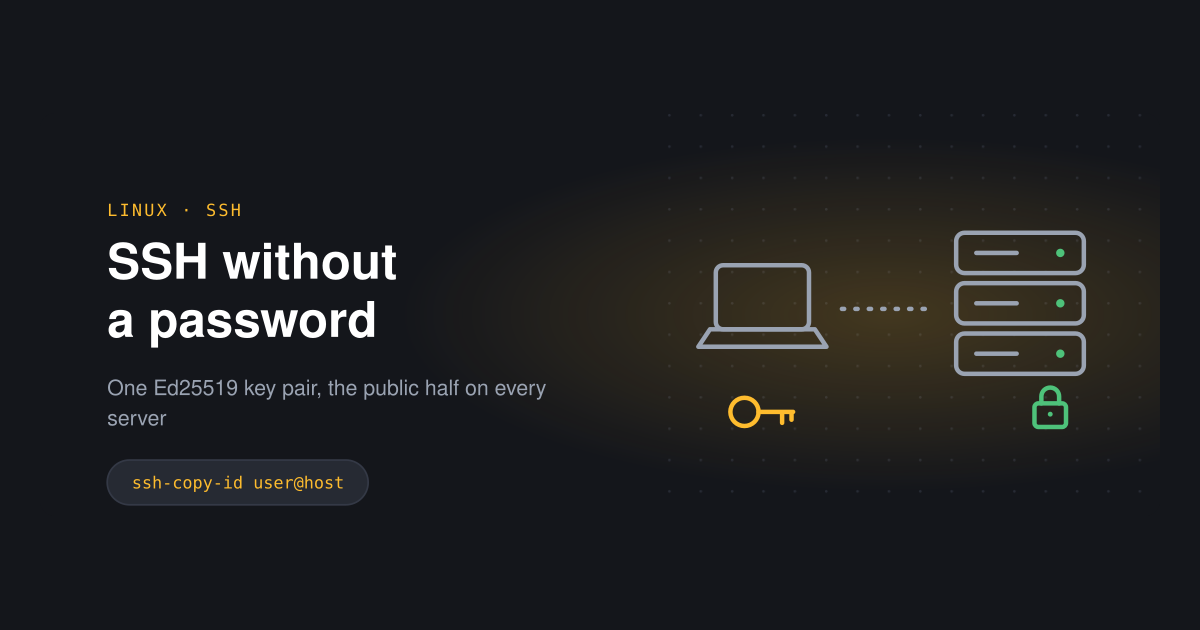 LINUX · SSH
SSH without
a password
One Ed25519 key pair, the public half on every
server
ssh-copy-id user@host